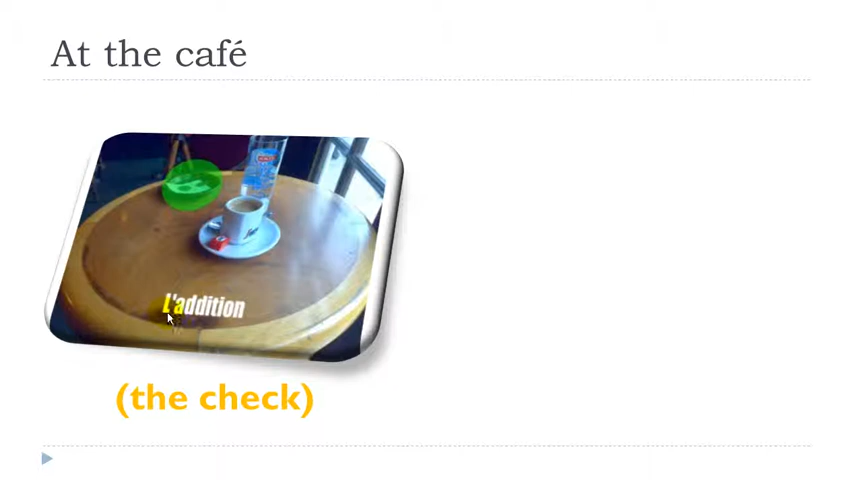 At the café
L'addition
(the check)